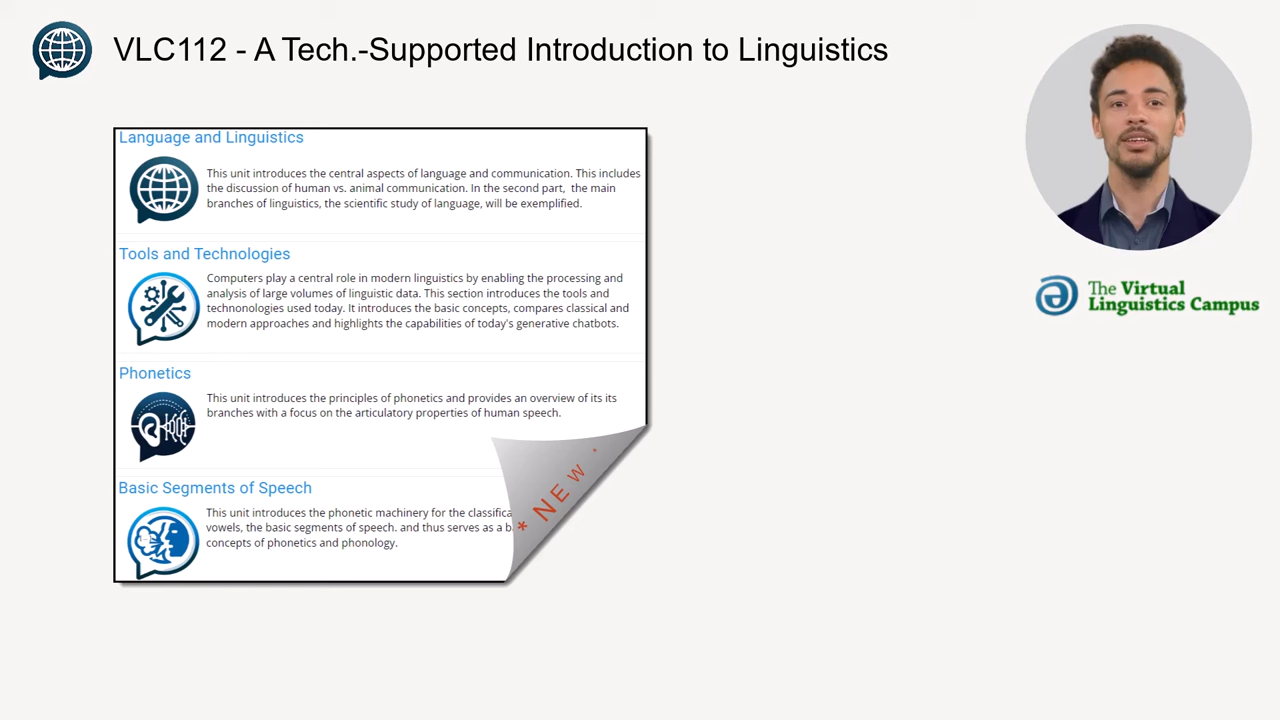 VLC112 - A Tech.-Supported Introduction to Linguistics
Language and Linguistics
This unit introduces the central aspects of language and communication. This includes
the discussion of human vs. animal communication. In the second part, the main
branches of linguistics, the scientific study of language, will be exemplified.
Tools and Technologies
Computers play a central role in modern linguistics by enabling the processing and
analysis of large volumes of linguistic data. This section introduces the tools and
technonologies used today. It introduces the basic concepts, compares classical and
modern approaches and highlights the capabilities of today's generative chatbots.
Phonetics
This unit introduces the principles of phonetics and provides an overview of its its
branches with a focus on the articulatory properties of human speech.
Basic Segments of Speech
This unit introduces the phonetic machinery for the
vowels, the basic segments of speech. and thus serves as a
concepts of phonetics and phonology.
* NEW *
The Virtual
Linguistics Campus